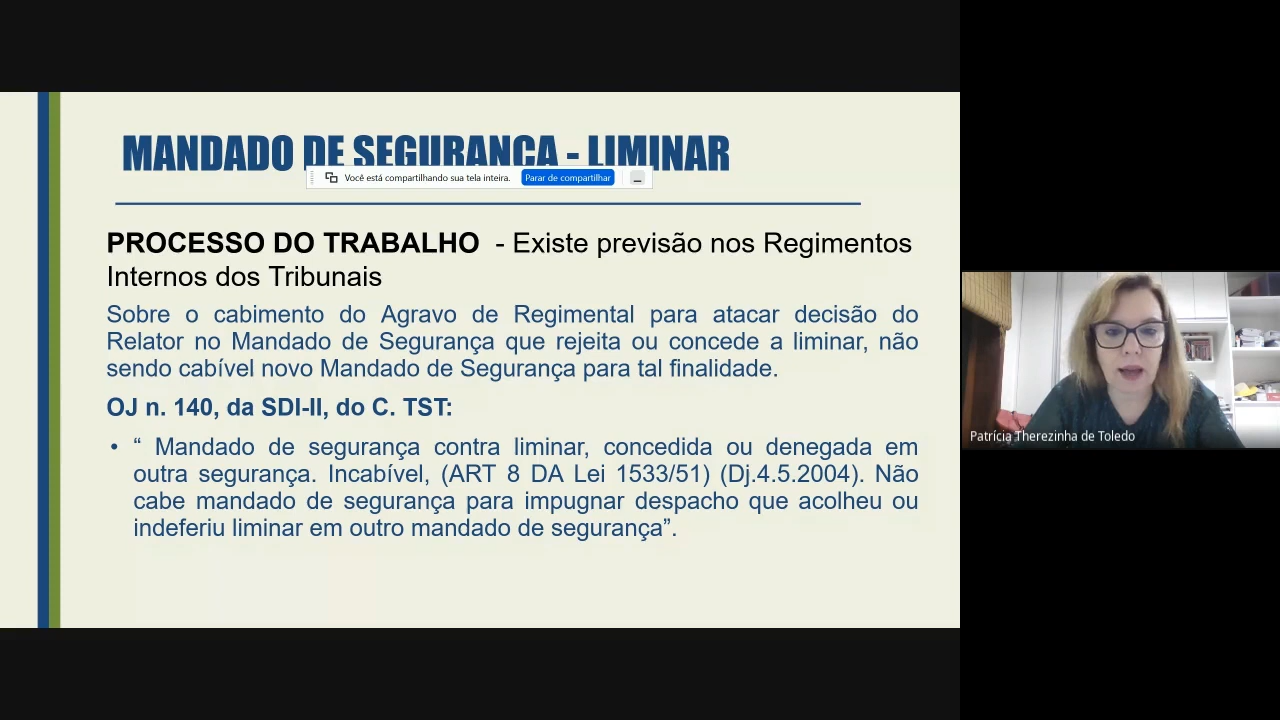 MANDADO DE SEGURANÇA - LIMINAR
Você está compartilhando sua tela inteira. Parar de compartilhar
PROCESSO DO TRABALHO - Existe previsão nos Regimentos
Internos dos Tribunais
Sobre o cabimento do Agravo de Regimental para atacar decisão do
Relator no Mandado de Segurança que rejeita ou concede a liminar, não
sendo cabível novo Mandado de Segurança para tal finalidade.
OJ n. 140, da SDI-II, do C. TST:
• “ Mandado de segurança contra liminar, concedida ou denegada em
outra segurança. Incabível, (ART 8 DA Lei 1533/51) (Dj.4.5.2004). Não
cabe mandado de segurança para impugnar despacho que acolheu ou
indeferiu liminar em outro mandado de segurança”.
Patrícia Therezinha de Toledo